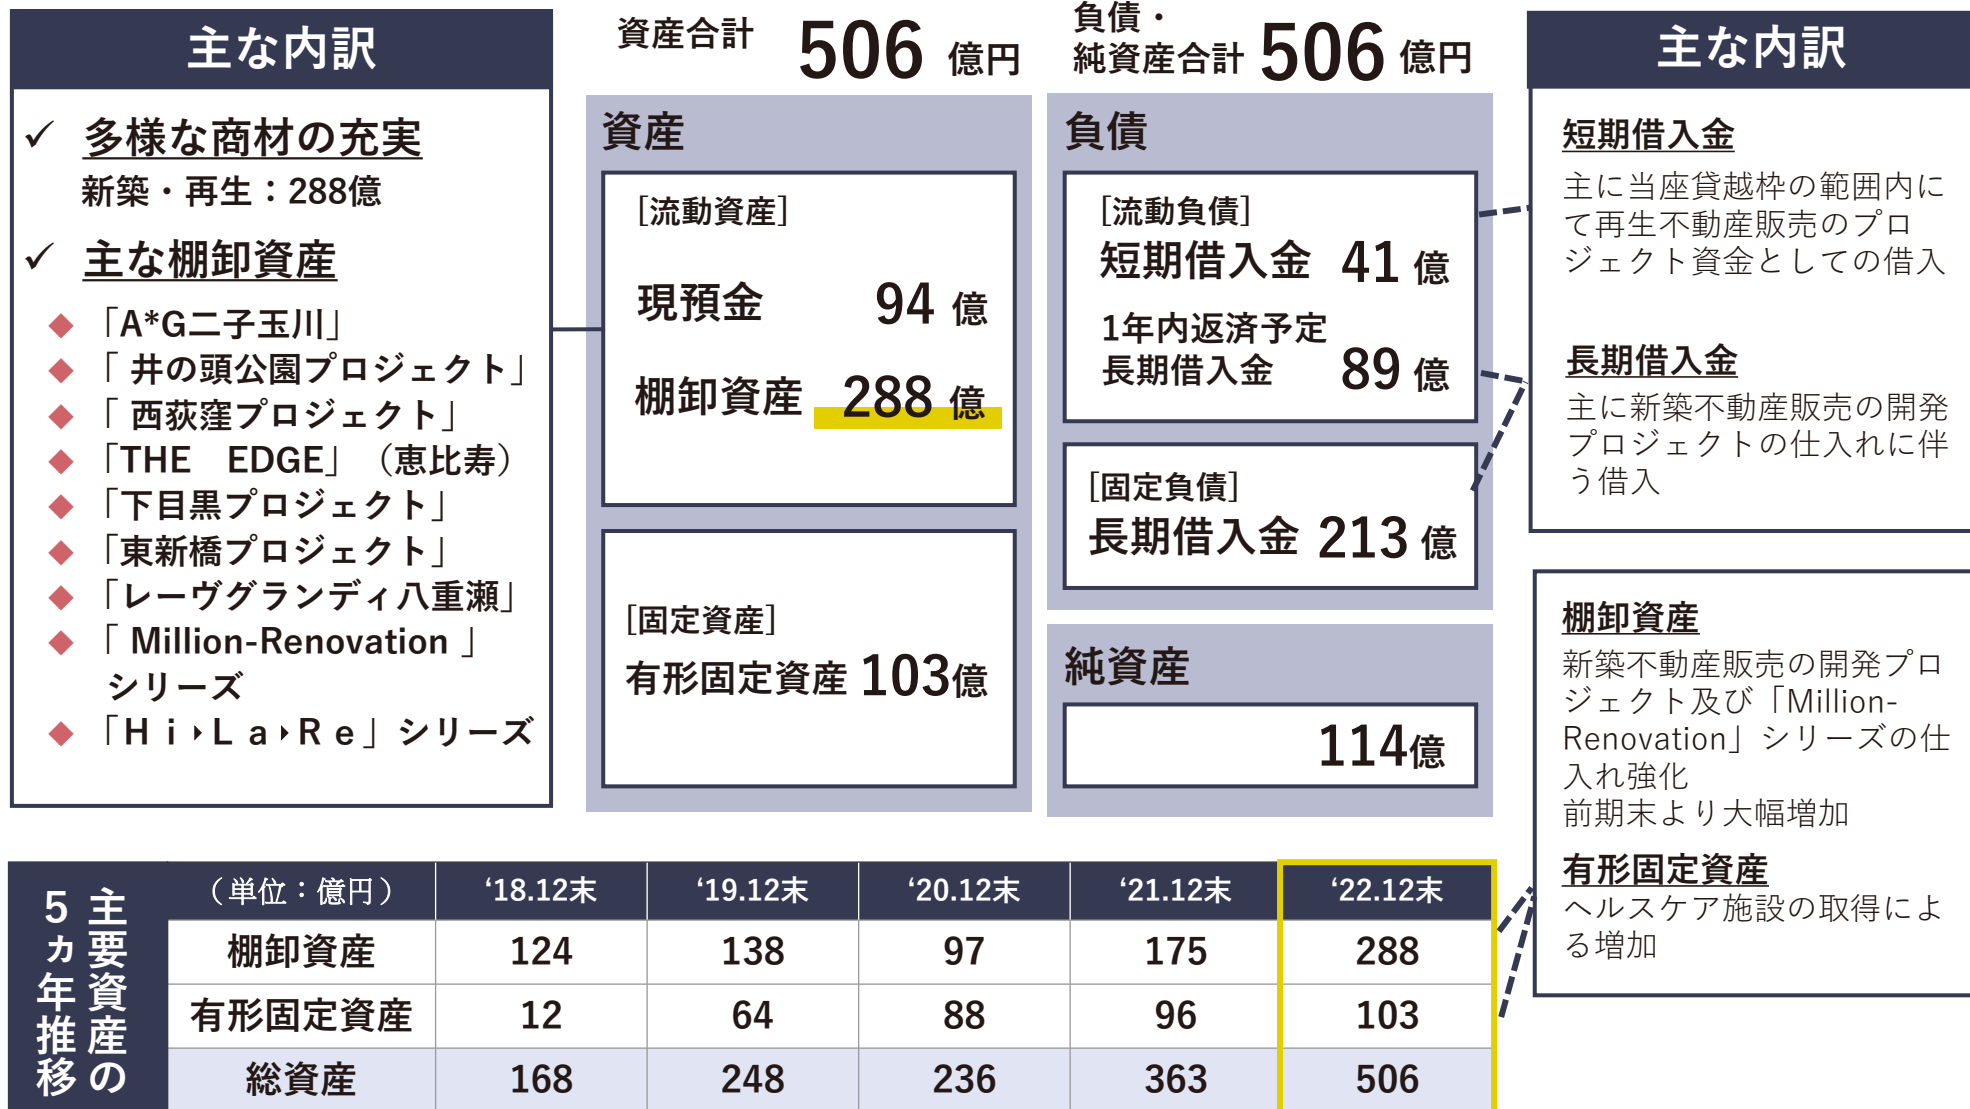 主な内訳
✓ 多様な商材の充実
新築・再生：288億
✓ 主な棚卸資産
◆ 「A*G二子玉川」
◆ 「 井の頭公園プロジェクト」
◆ 「 西荻窪プロジェクト」
◆ 「THE　EDGE」（恵比寿）
◆ 「下目黒プロジェクト」
◆ 「東新橋プロジェクト」
◆ 「レーヴグランディ八重瀬」
◆ 「 Million-Renovation 」
シリーズ
◆ 「Ｈｉ‣Ｌａ‣Ｒｅ」シリーズ
資産合計 506 億円
資産
[流動資産]
現預金 94 億
棚卸資産 288 億
[固定資産]
有形固定資産 103億
負債・
純資産合計 506 億円
負債
[流動負債]
短期借入金 41 億
1年内返済予定
長期借入金 89 億
[固定負債]
長期借入金 213 億
純資産
114億
主な内訳
短期借入金
主に当座貸越枠の範囲内に
て再生不動産販売のプロ
ジェクト資金としての借入
長期借入金
主に新築不動産販売の開発
プロジェクトの仕入れに伴
う借入
棚卸資産
新築不動産販売の開発プロ
ジェクト及び「Million-
Renovation」シリーズの仕
入れ強化
前期末より大幅増加
有形固定資産
ヘルスケア施設の取得によ
る増加
主要資産の
5ヵ年推移
（単位：億円） ‘18.12末 ‘19.12末 ‘20.12末 ‘21.12末 ‘22.12末
棚卸資産 124 138 97 175 288
有形固定資産 12 64 88 96 103
総資産 168 248 236 363 506